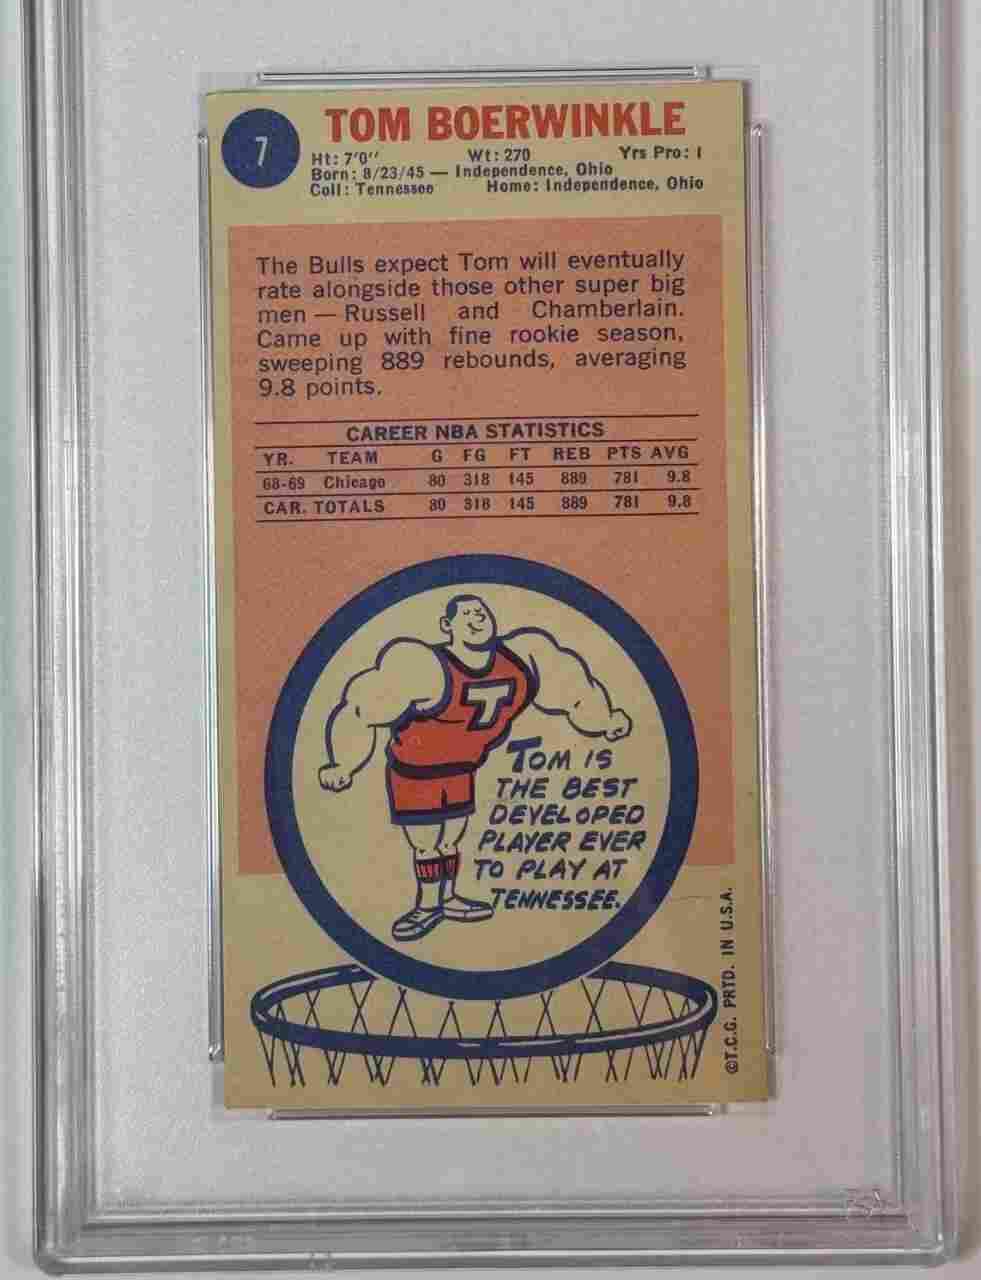 7
TOM BOERWINKLE
Ht: 7'0'' Wt: 270 Yrs Pro: 1
Born: 8/23/45 — Independence, Ohio
Coll: Tennessee Home: Independence, Ohio
The Bulls expect Tom will eventually
rate alongside those other super big
men — Russell and Chamberlain.
Came up with fine rookie season,
sweeping 889 rebounds, averaging
9.8 points.
CAREER NBA STATISTICS
YR. TEAM G FG FT REB PTS AVG
68-69 Chicago 80 318 145 889 781 9.8
CAR. TOTALS 80 318 145 889 781 9.8
T
TOM IS
THE BEST
DEVELOPED
PLAYER EVER
TO PLAY AT
TENNESSEE.
©T.C.G. PRTD. IN U.S.A.